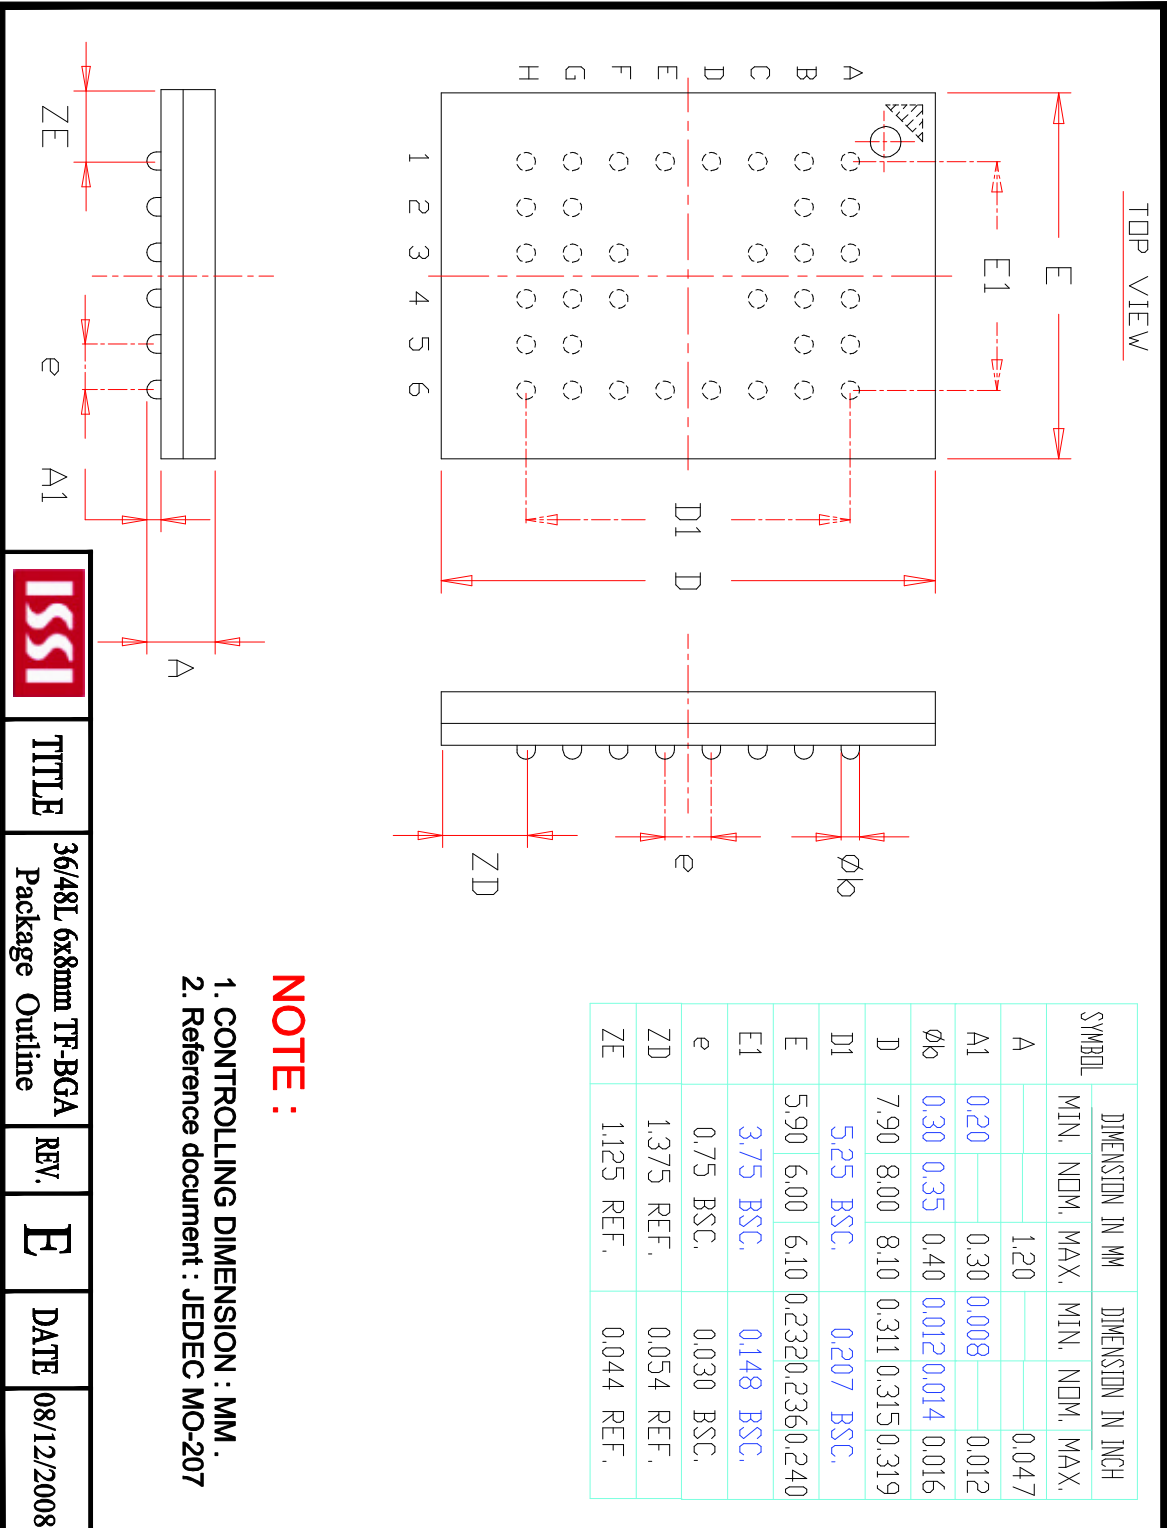 TOP VIEW
E
E1
A
B
C
D
E
F
G
H
1
2
3
4
5
6
D1
D
ZE
e
A1
A
Øb
e
ZD
SYMBOL DIMENSION IN MM DIMENSION IN INCH
MIN. NOM. MAX. MIN. NOM. MAX.
A 1.20 0.047
A1 0.20 0.30 0.008 0.012
Øb 0.30 0.35 0.40 0.012 0.014 0.016
D 7.90 8.00 8.10 0.311 0.315 0.319
D1 5.25 BSC. 0.207 BSC.
E 5.90 6.00 6.10 0.232 0.236 0.240
E1 3.75 BSC. 0.148 BSC.
e 0.75 BSC. 0.030 BSC.
ZD 1.375 REF. 0.054 REF.
ZE 1.125 REF. 0.044 REF.
NOTE :
1. CONTROLLING DIMENSION : MM .
2. Reference document : JEDEC MO-207
ISSI
TITLE
36/48L 6x8mm TF-BGA
Package Outline
REV.
E
DATE
08/12/2008